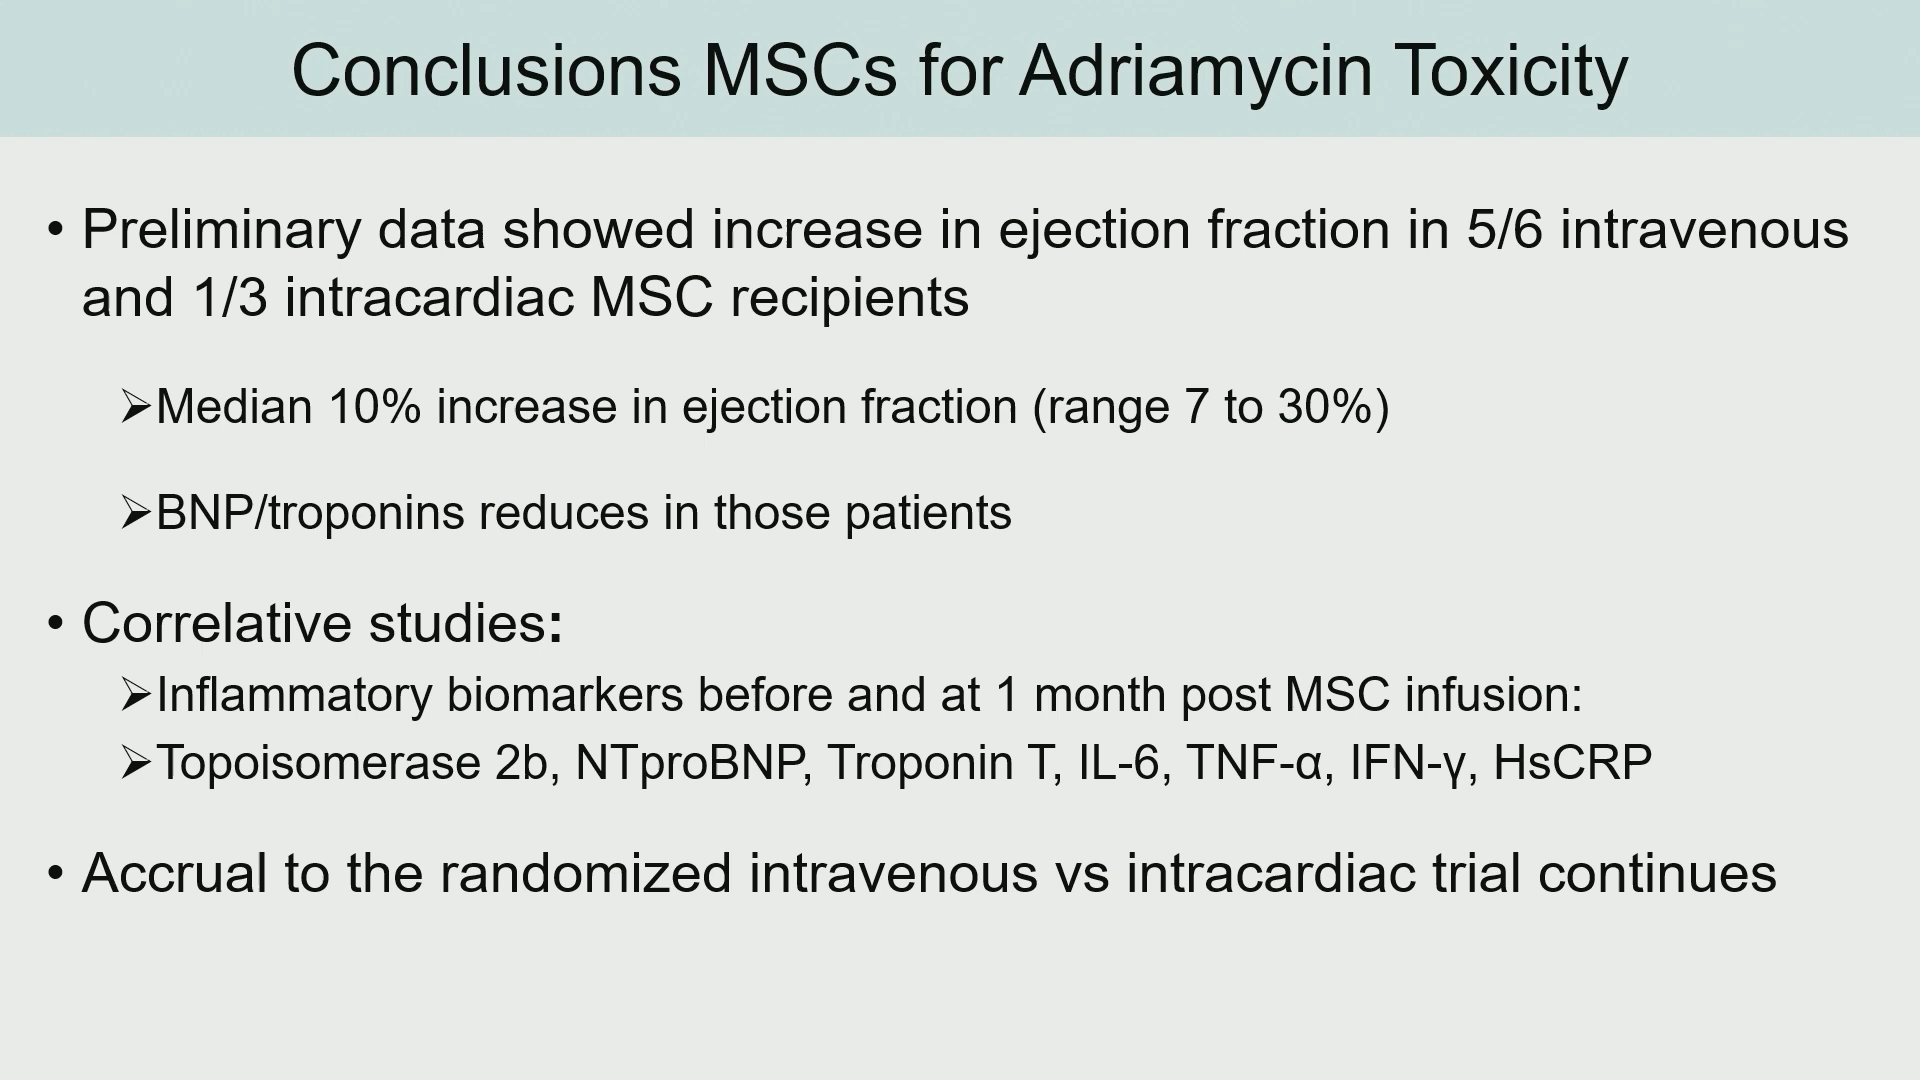 Conclusions MSCs for Adriamycin Toxicity
• Preliminary data showed increase in ejection fraction in 5/6 intravenous
and 1/3 intracardiac MSC recipients
➢Median 10% increase in ejection fraction (range 7 to 30%)
➢BNP/troponins reduces in those patients
• Correlative studies:
➢Inflammatory biomarkers before and at 1 month post MSC infusion:
➢Topoisomerase 2b, NTproBNP, Troponin T, IL-6, TNF-α, IFN-γ, HsCRP
• Accrual to the randomized intravenous vs intracardiac trial continues